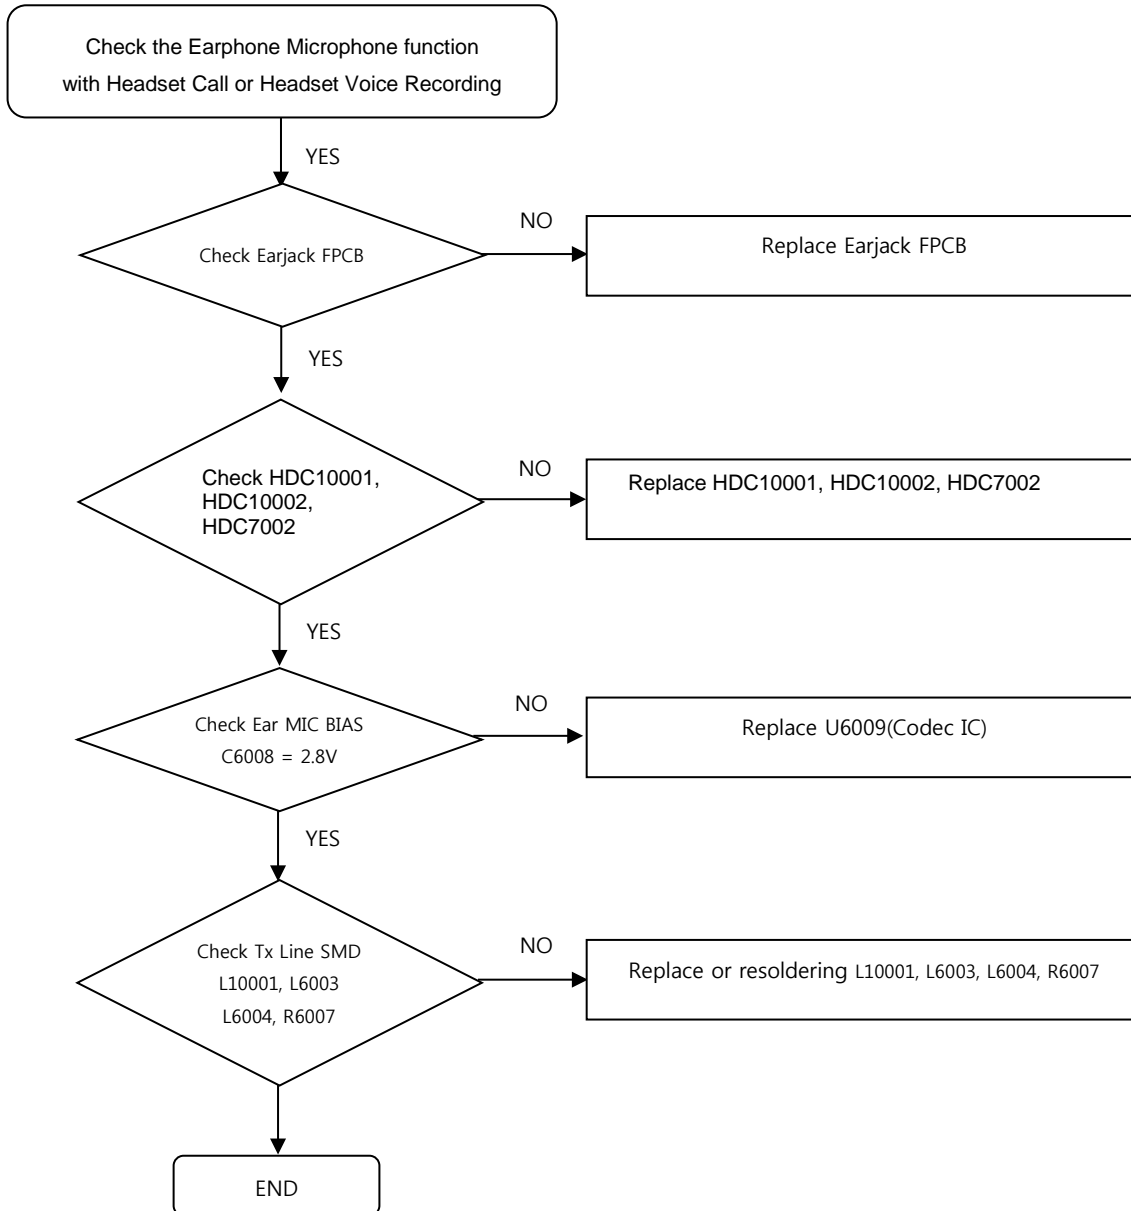 Check the Earphone Microphone function
with Headset Call or Headset Voice Recording
YES
Check Earjack FPCB
NO
Replace Earjack FPCB
YES
Check HDC10001,
HDC10002,
HDC7002
NO
Replace HDC10001, HDC10002, HDC7002
YES
Check Ear MIC BIAS
C6008 = 2.8V
NO
Replace U6009(Codec IC)
YES
Check Tx Line SMD
L10001, L6003
L6004, R6007
NO
Replace or resoldering L10001, L6003, L6004, R6007
END